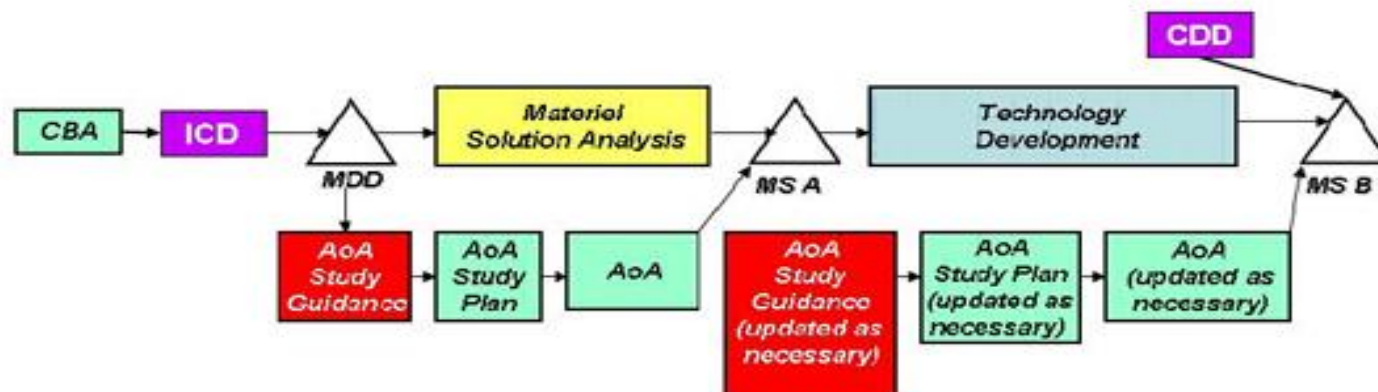 CDD
CBA
ICD
MDD
Materiel
Solution Analysis
MS A
Technology
Development
MS B
AoA
Study
Guidance
AoA
Study
Plan
AoA
AoA
Study
Guidance
(updated as
necessary)
AoA
Study Plan
(updated as
necessary)
AoA
(updated as
necessary)